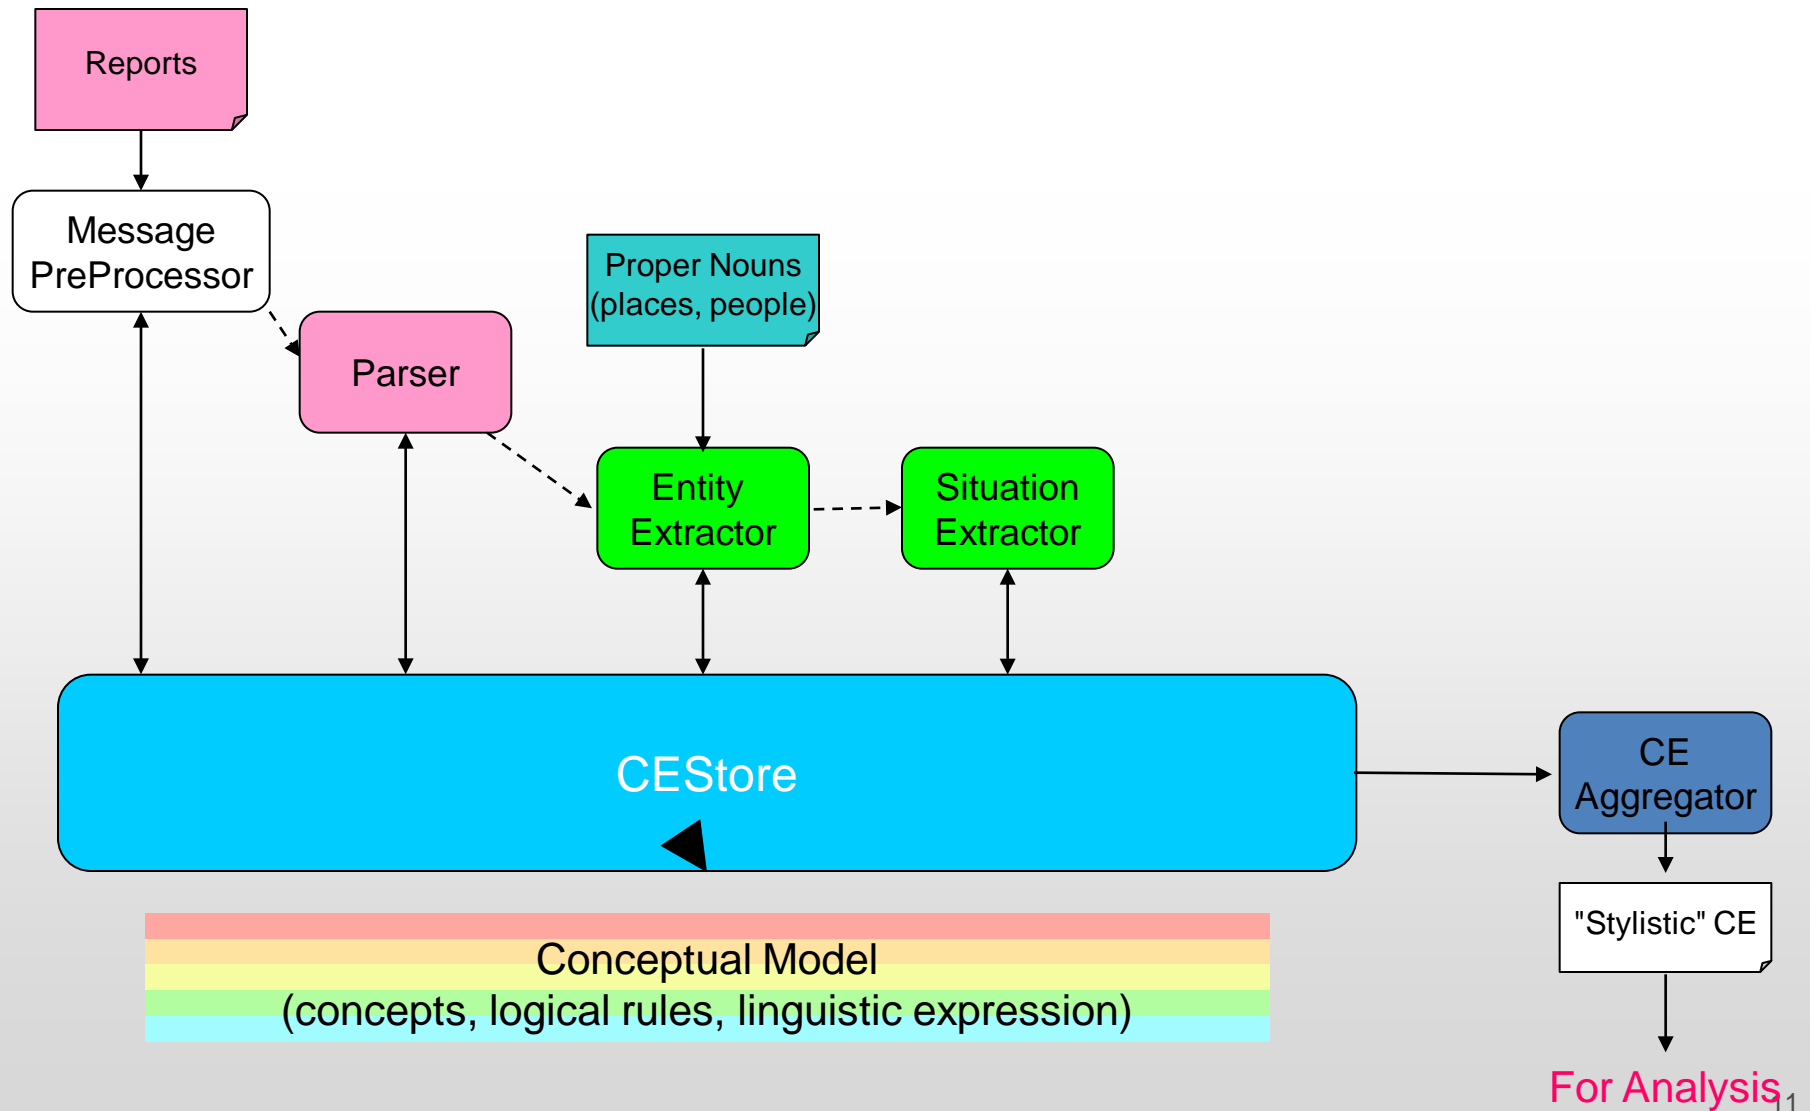 Reports
Message
PreProcessor
Proper Nouns
(places, people)
Parser
Entity
Extractor
Situation
Extractor
CEStore
CE
Aggregator
"Stylistic" CE
Conceptual Model
(concepts, logical rules, linguistic expression)
For Analysis
11